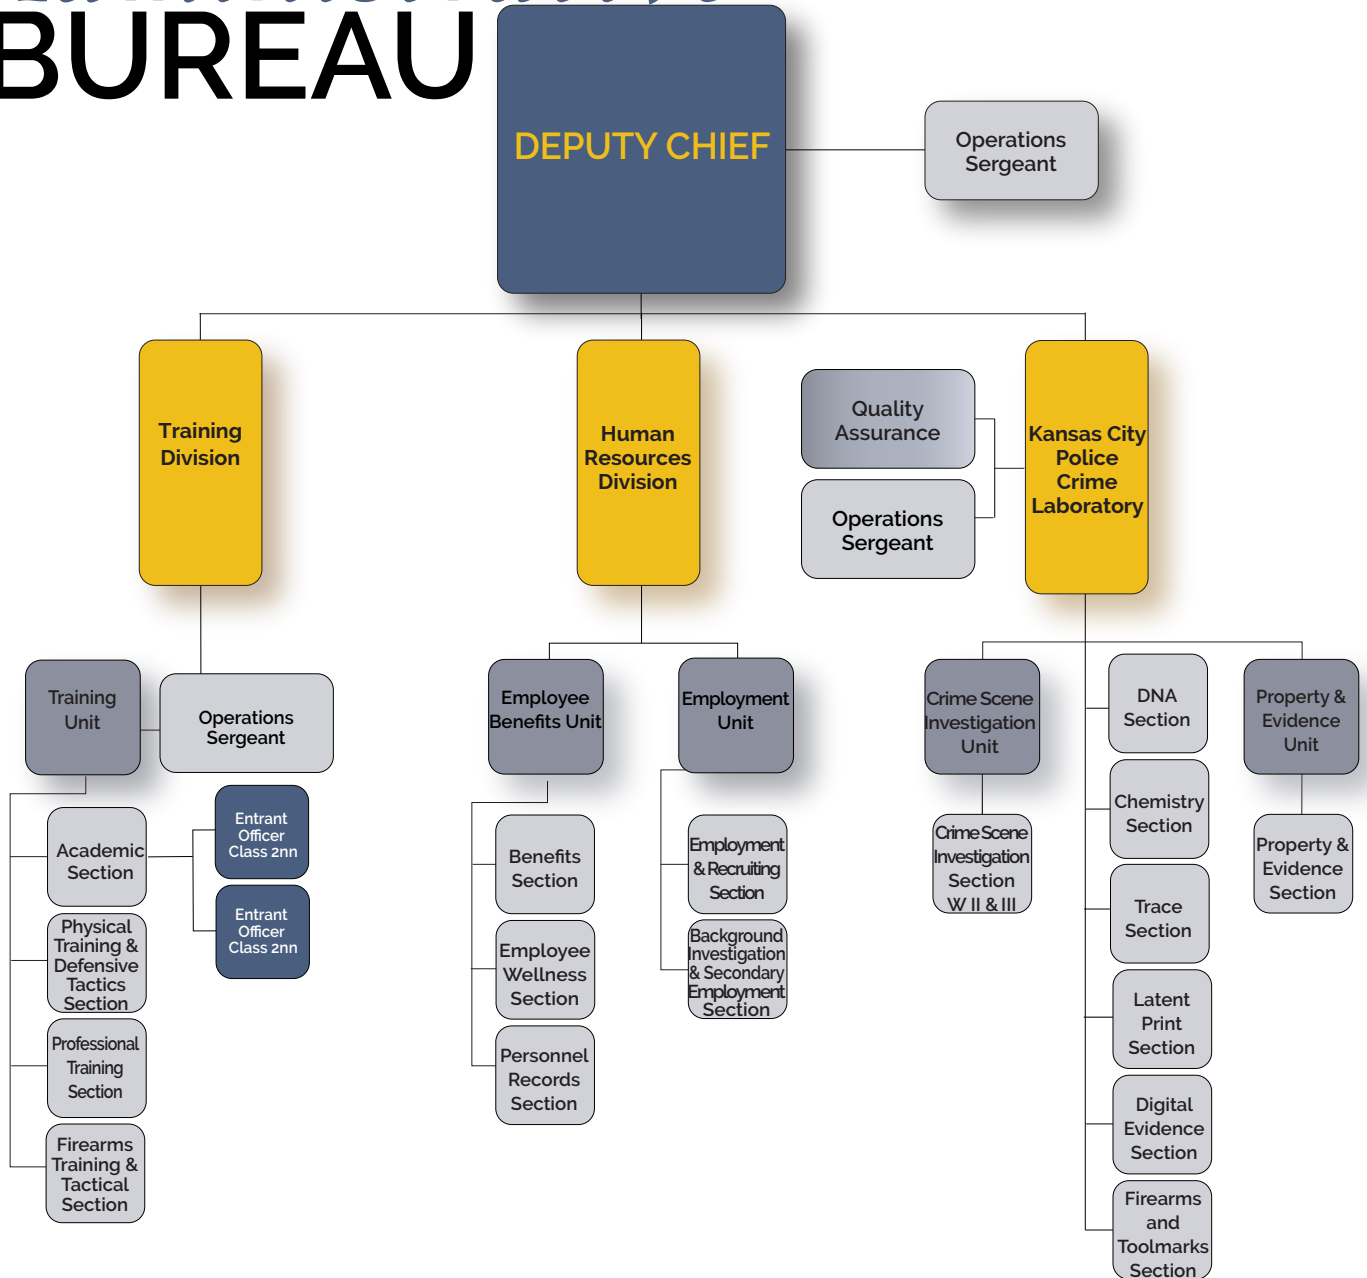 BUREAU
DEPUTY CHIEF
Operations
Sergeant
Training
Division
Human
Resources
Division
Quality
Assurance
Operations
Sergeant
Kansas City
Police
Crime
Laboratory
Training
Unit
Operations
Sergeant
Academic
Section
Entrant
Officer
Class 2nn
Entrant
Officer
Class 2nn
Physical
Training &
Defensive
Tactics
Section
Professional
Training
Section
Firearms
Training &
Tactical
Section
Employee
Benefits Unit
Benefits
Section
Employee
Wellness
Section
Personnel
Records
Section
Employment
Unit
Employment
& Recruiting
Section
Background
Investigation
& Secondary
Employment
Section
Crime Scene
Investigation
Unit
Crime Scene
Investigation
Section
W II & III
DNA
Section
Chemistry
Section
Trace
Section
Latent
Print
Section
Digital
Evidence
Section
Firearms
and
Toolmarks
Section
Property &
Evidence
Unit
Property &
Evidence
Section